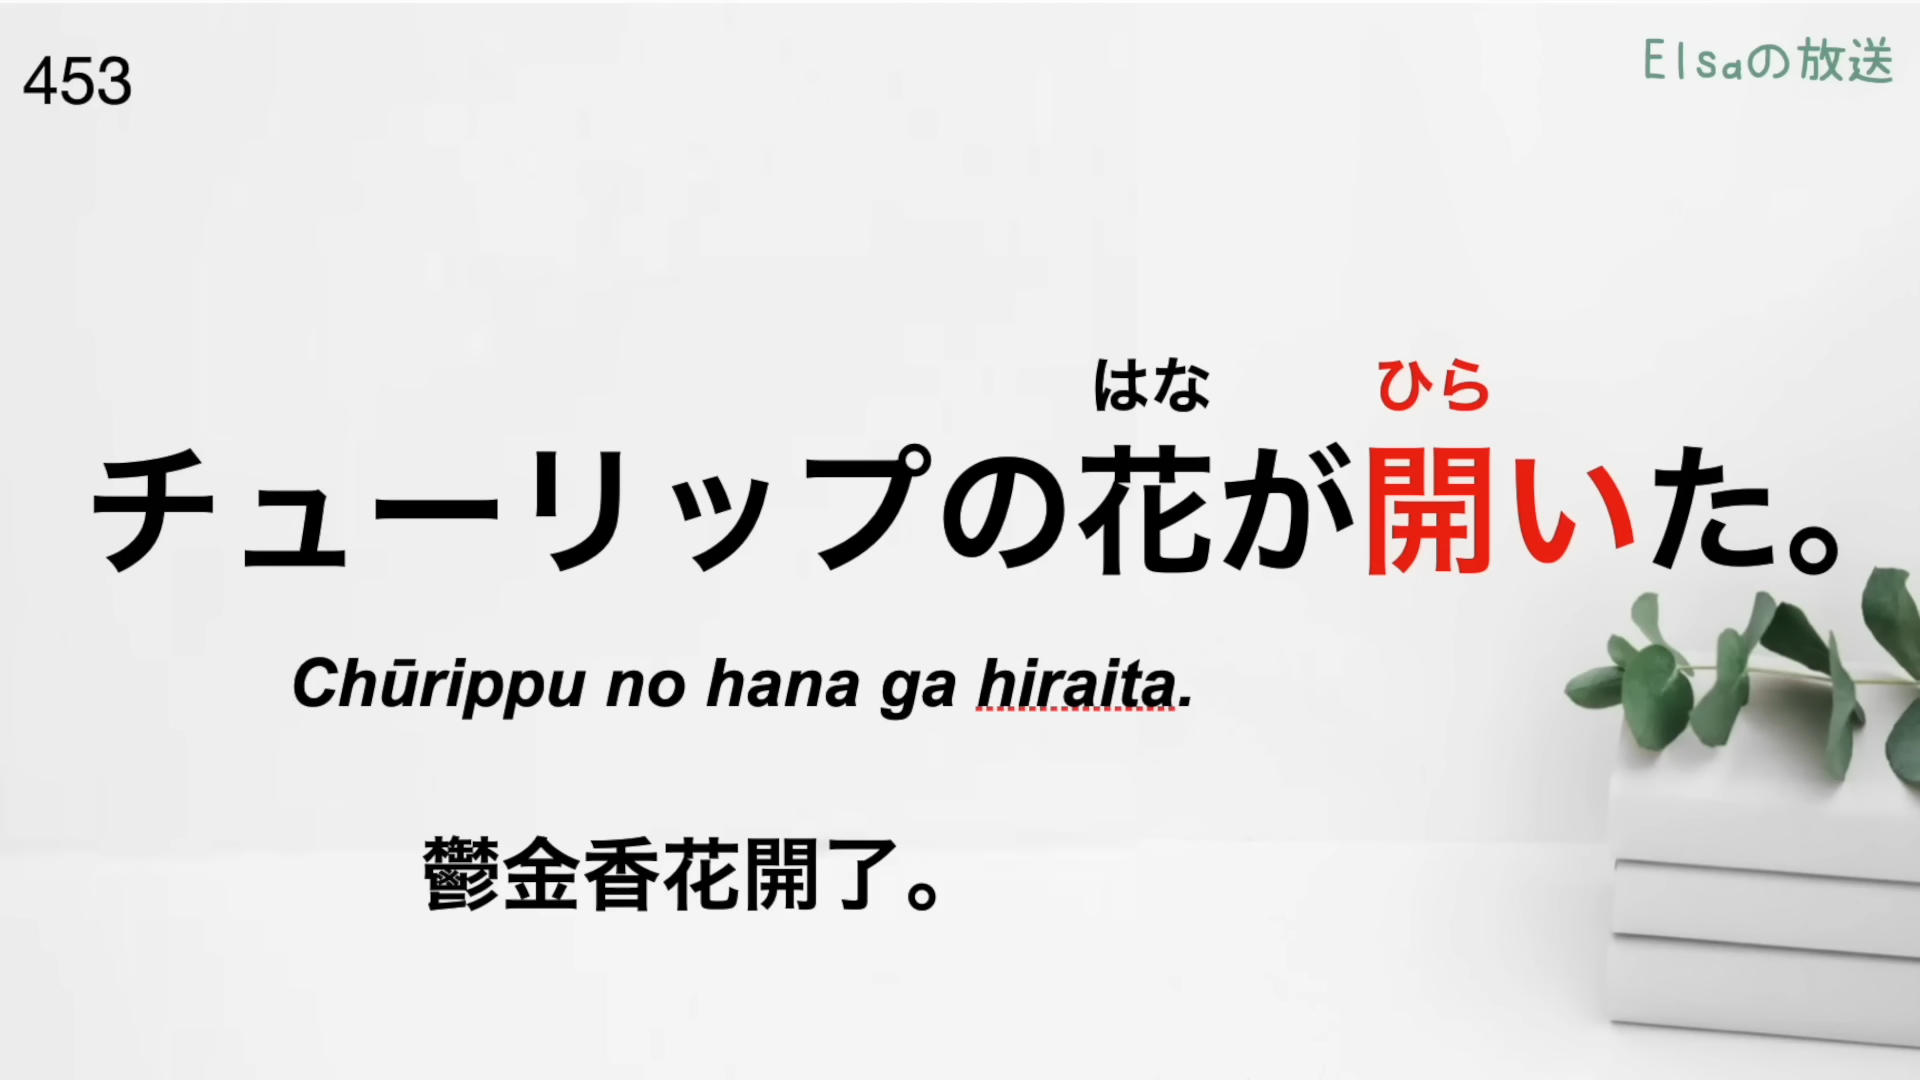 453
Elsaの放送
はな ひら
チューリップの花が開いた。
Chūrippu no hana ga hiraita.
鬱金香花開了。